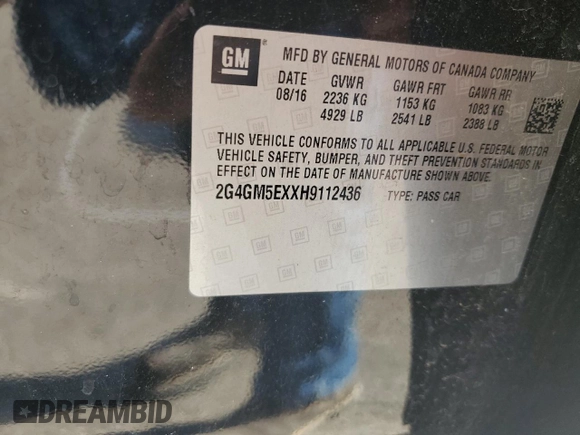 GM
MFD BY GENERAL MOTORS OF CANADA COMPANY
DATE GVWR GAWR FRT GAWR RR
08/16 2236 KG 1153 KG 1083 KG
4929 LB 2541 LB 2388 LB
THIS VEHICLE CONFORMS TO ALL APPLICABLE U.S. FEDERAL MOTOR
VEHICLE SAFETY, BUMPER, AND THEFT PREVENTION STANDARDS IN
EFFECT ON THE DATE OF MANUFACTURE SHOWN ABOVE.
2G4GM5EXXH9112436 TYPE: PASS CAR
DREAMBID